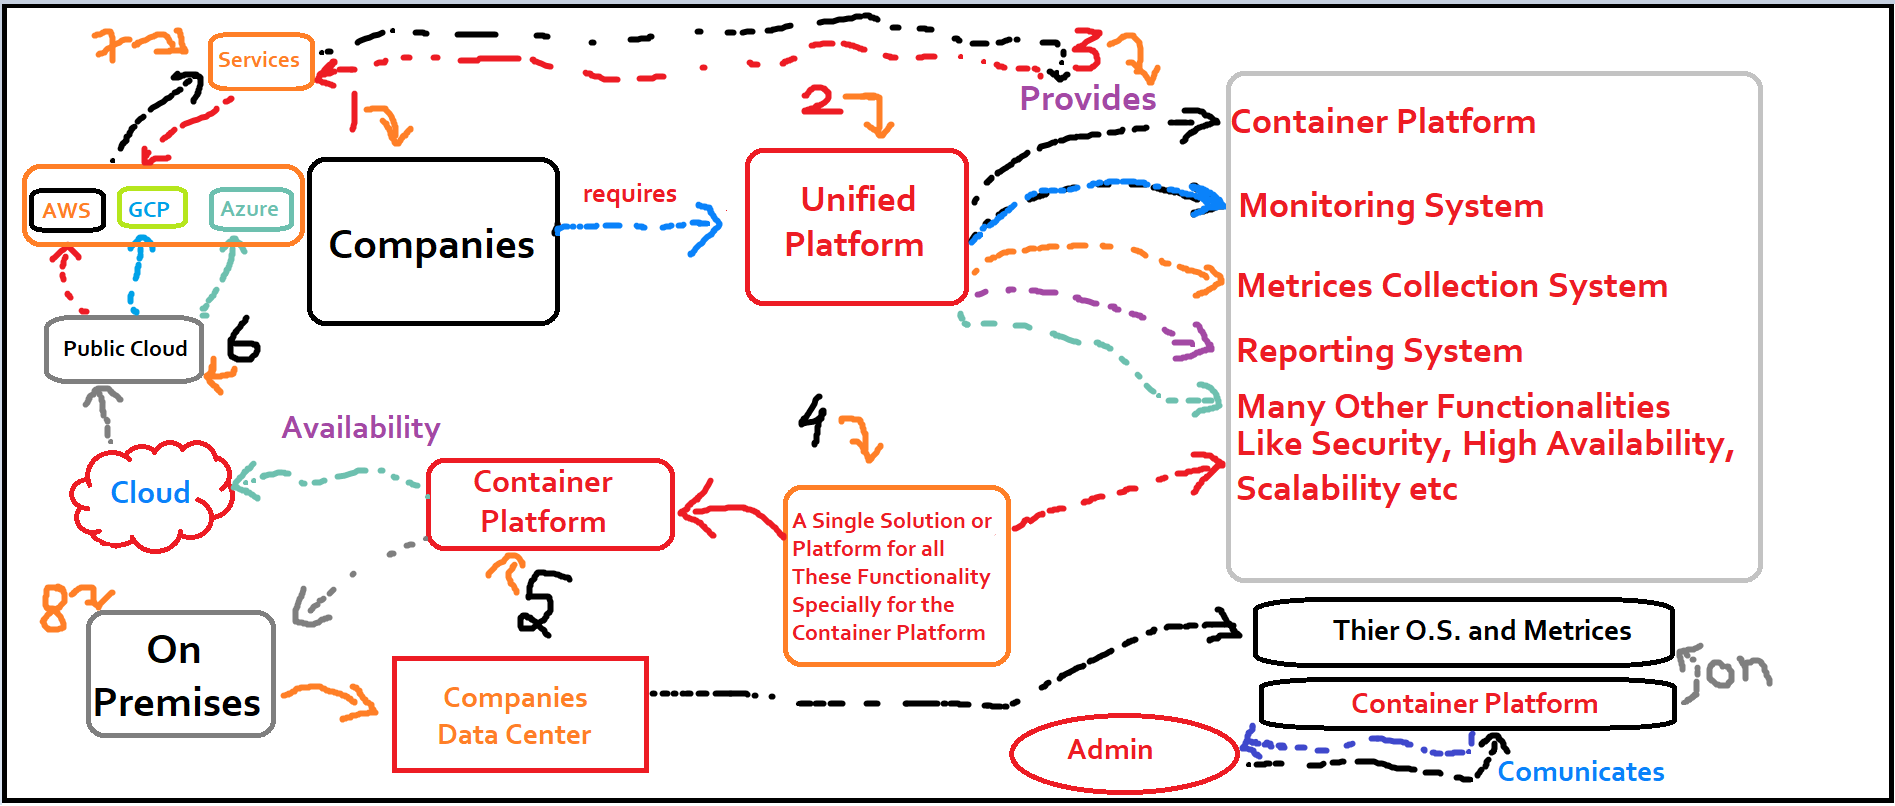 7
Services
3
Provides
1
2
Container Platform
AWS
GCP
Azure
Companies
requires
Unified
Platform
Monitoring System
Metrices Collection System
Reporting System
Many Other Functionalities
Like Security, High Availability,
Scalability etc
Public Cloud
6
Availability
4
Cloud
Container
Platform
A Single Solution or
Platform for all
These Functionality
Specially for the
Container Platform
5
8
On
Premises
Companies
Data Center
Thier O.S. and Metrices
on
Container Platform
Admin
Comunicates